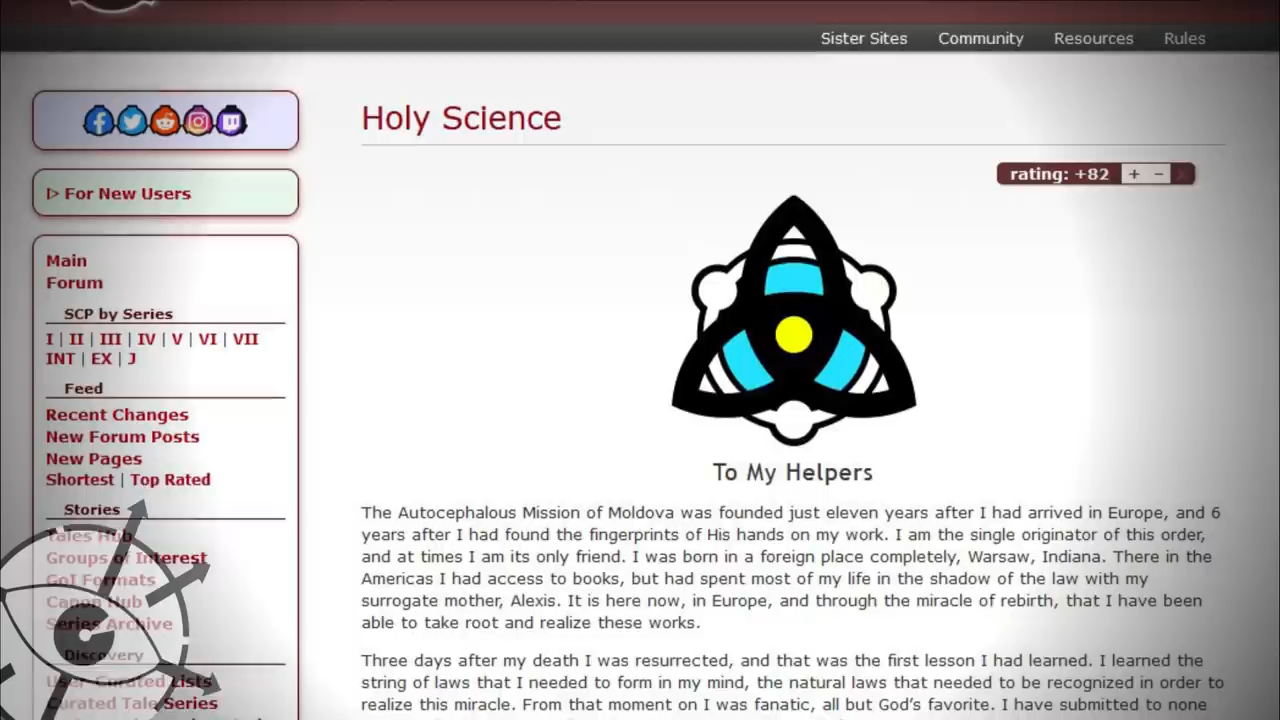 Sister Sites Community Resources Rules
Holy Science
rating: +82 + − x
▷ For New Users
Main
Forum
SCP by Series
I | II | III | IV | V | VI | VII
INT | EX | J
Feed
Recent Changes
New Forum Posts
New Pages
Shortest | Top Rated
Stories
Tales Hub
Groups of Interest
GoI Formats
Canon Hub
Series Archive
Discovery
User-Curated Lists
Curated Tale Series
To My Helpers
The Autocephalous Mission of Moldova was founded just eleven years after I had arrived in Europe, and 6
years after I had found the fingerprints of His hands on my work. I am the single originator of this order,
and at times I am its only friend. I was born in a foreign place completely, Warsaw, Indiana. There in the
Americas I had access to books, but had spent most of my life in the shadow of the law with my
surrogate mother, Alexis. It is here now, in Europe, and through the miracle of rebirth, that I have been
able to take root and realize these works.
Three days after my death I was resurrected, and that was the first lesson I had learned. I learned the
string of laws that I needed to form in my mind, the natural laws that needed to be recognized in order to
realize this miracle. From that moment on I was fanatic, all but God's favorite. I have submitted to none